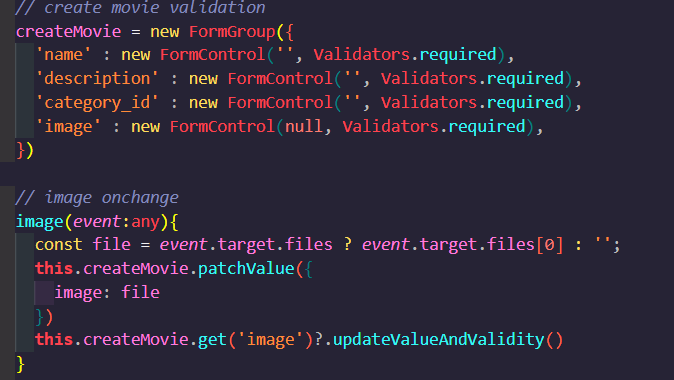 // create movie validation
createMovie = new FormGroup({
  'name' : new FormControl('', Validators.required),
  'description' : new FormControl('', Validators.required),
  'category_id' : new FormControl('', Validators.required),
  'image' : new FormControl(null, Validators.required),
})
// image onchange
image(event:any){
  const file = event.target.files ? event.target.files[0] : '';
  this.createMovie.patchValue({
    image: file
  })
  this.createMovie.get('image')?.updateValueAndValidity()
}